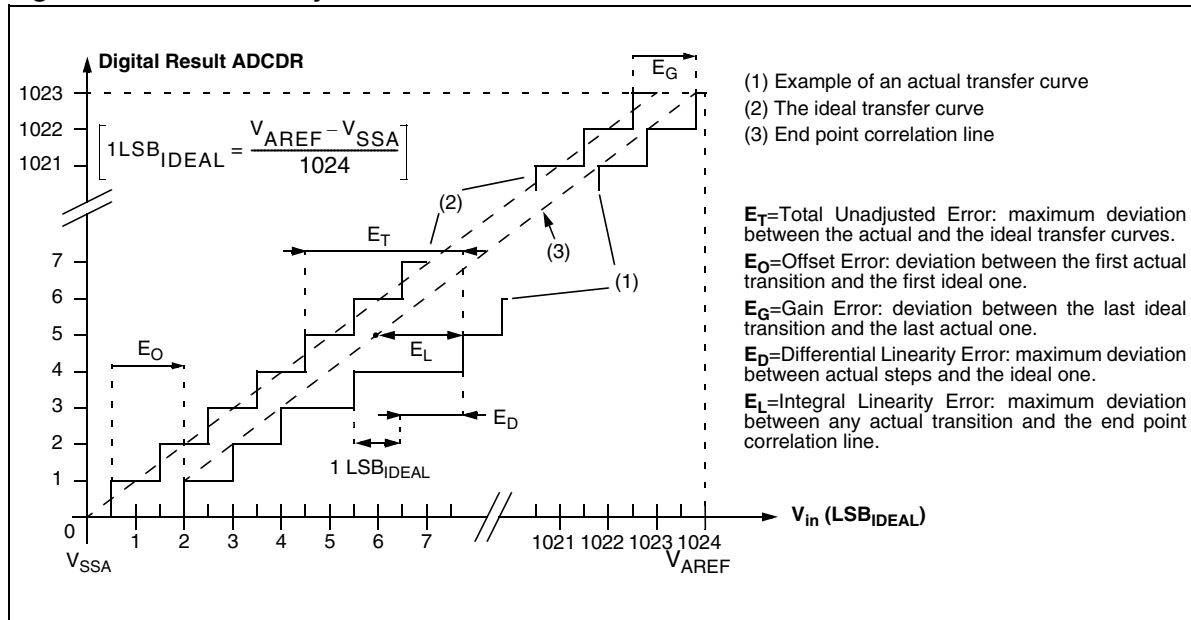 Digital Result ADCDR
1023
1022
1021
1LSB_IDEAL = (V_AREF – V_SSA) / 1024
7
6
5
4
3
2
1
0
E_G
(2)
E_T
(3)
(1)
E_O
E_L
E_D
1 LSB_IDEAL
1 2 3 4 5 6 7 1021 1022 1023 1024
V_in (LSB_IDEAL)
V_SSA
V_AREF
(1) Example of an actual transfer curve
(2) The ideal transfer curve
(3) End point correlation line
E_T=Total Unadjusted Error: maximum deviation
between the actual and the ideal transfer curves.
E_O=Offset Error: deviation between the first actual
transition and the first ideal one.
E_G=Gain Error: deviation between the last ideal
transition and the last actual one.
E_D=Differential Linearity Error: maximum deviation
between actual steps and the ideal one.
E_L=Integral Linearity Error: maximum deviation
between any actual transition and the end point
correlation line.